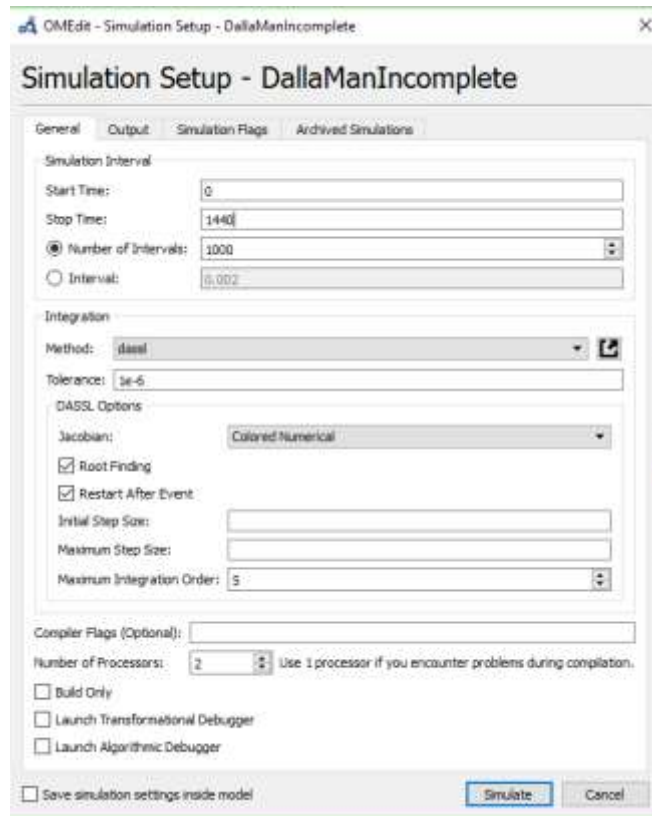 OMEdit - Simulation Setup - DallaManIncomplete
Simulation Setup - DallaManIncomplete
General Output Simulation Flags Archived Simulations
Simulation Interval
Start Time: 0
Stop Time: 1440
Number of Intervals: 1000
Interval: 0.002
Integration
Method: dassl
Tolerance: 1e-6
DASSL Options
Jacobian: Colored Numerical
Root Finding
Restart After Event
Initial Step Size:
Maximum Step Size:
Maximum Integration Order: 5
Compiler Flags (Optional):
Number of Processors: 2 Use 1 processor if you encounter problems during compilation.
Build Only
Launch Transformational Debugger
Launch Algorithmic Debugger
Save simulation settings inside model Simulate Cancel